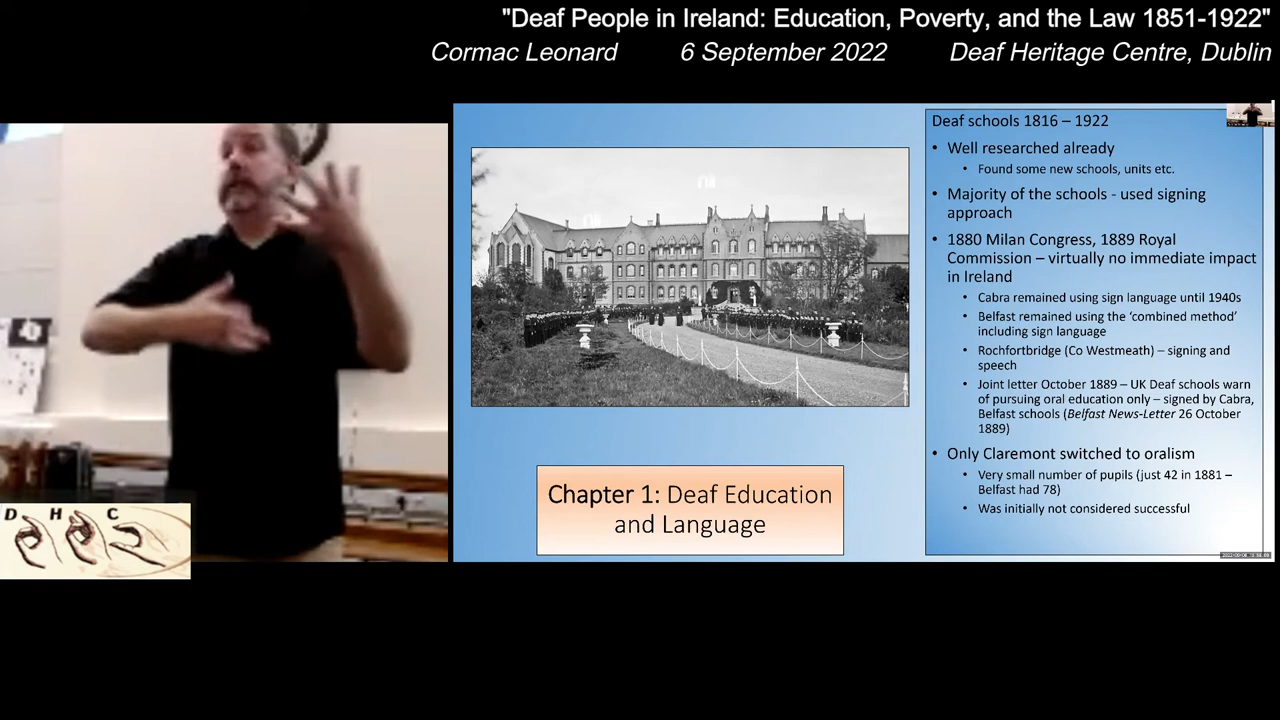 "Deaf People in Ireland: Education, Poverty, and the Law 1851-1922"
Cormac Leonard 6 September 2022 Deaf Heritage Centre, Dublin
Deaf schools 1816 – 1922
• Well researched already
• Found some new schools, units etc.
• Majority of the schools - used signing
approach
• 1880 Milan Congress, 1889 Royal
Commission – virtually no immediate impact
in Ireland
• Cabra remained using sign language until 1940s
• Belfast remained using the ‘combined method’
including sign language
• Rochfortbridge (Co Westmeath) – signing and
speech
• Joint letter October 1889 – UK Deaf schools warn
of pursuing oral education only – signed by Cabra,
Belfast schools (Belfast News-Letter 26 October
1889)
• Only Claremont switched to oralism
• Very small number of pupils (just 42 in 1881 –
Belfast had 78)
• Was initially not considered successful
Chapter 1: Deaf Education
and Language
D H C